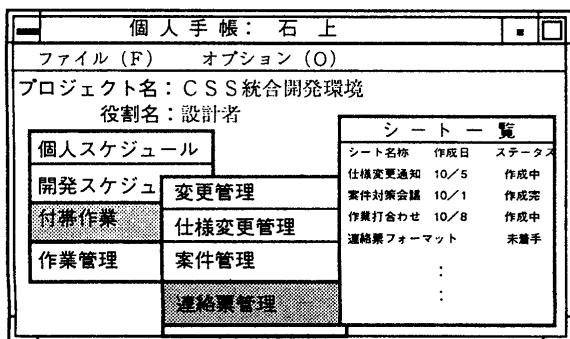 個人手帳： 石 上
ファイル（F） オプション（O）
プロジェクト名：ＣＳＳ統合開発環境
役割名：設計者
個人スケジュール
開発スケジュ
付帯作業
作業管理
変更管理
仕様変更管理
案件管理
連絡票管理
シート一覧
シート名称 作成日 ステータス
仕様変更通知 10／5 作成中
案件対策会議 10／1 作成完
作業打合わせ 10／8 作成中
連絡票フォーマット 未着手
：
：